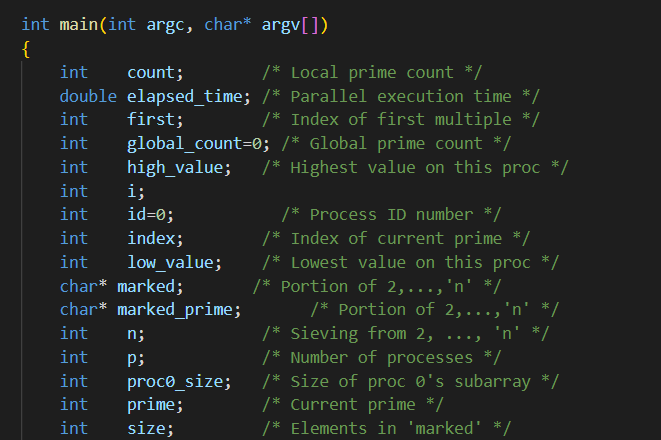 int main(int argc, char* argv[])
{
int count; /* Local prime count */
double elapsed_time; /* Parallel execution time */
int first; /* Index of first multiple */
int global_count=0; /* Global prime count */
int high_value; /* Highest value on this proc */
int i;
int id=0; /* Process ID number */
int index; /* Index of current prime */
int low_value; /* Lowest value on this proc */
char* marked; /* Portion of 2,...,'n' */
char* marked_prime; /* Portion of 2,...,'n' */
int n; /* Sieving from 2, ..., 'n' */
int p; /* Number of processes */
int proc0_size; /* Size of proc 0's subarray */
int prime; /* Current prime */
int size; /* Elements in 'marked' */